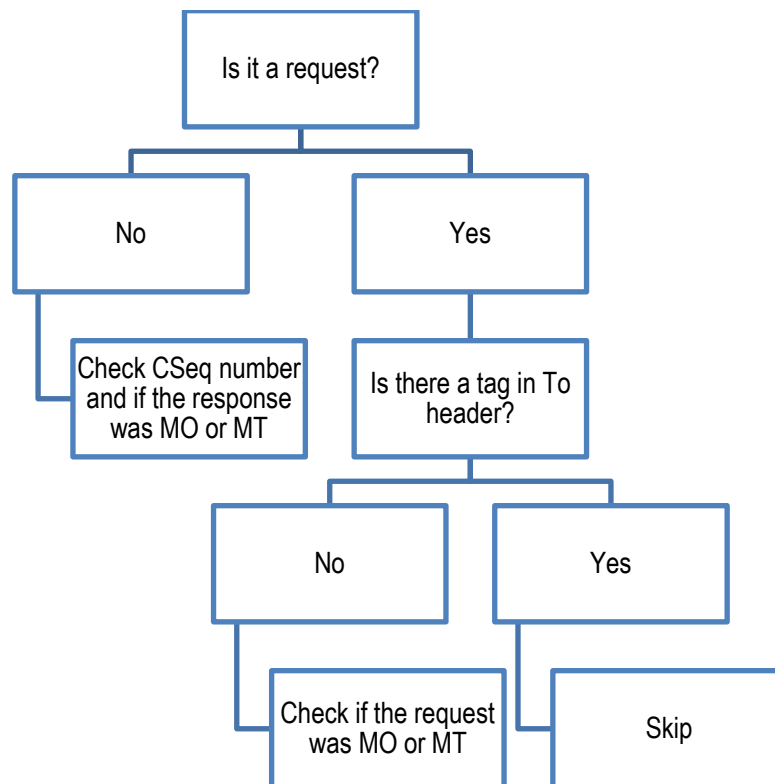 Is it a request?
No
Yes
Check CSeq number
and if the response
was MO or MT
Is there a tag in To
header?
No
Yes
Check if the request
was MO or MT
Skip